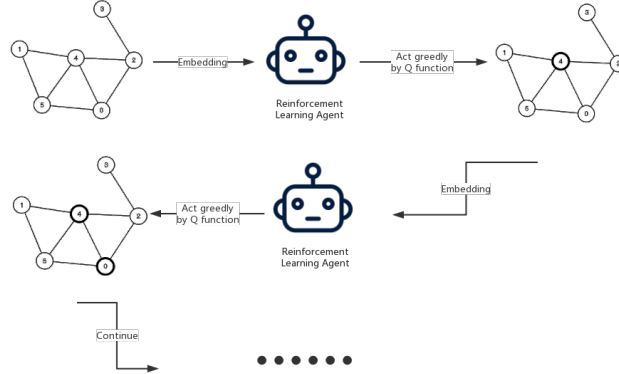 3
1
4
2
5
0
Embedding
Reinforcement
Learning Agent
Act greedly
by Q function
3
1
4
2
5
0
3
1
4
2
5
0
Act greedly
by Q function
Reinforcement
Learning Agent
Embedding
Continue